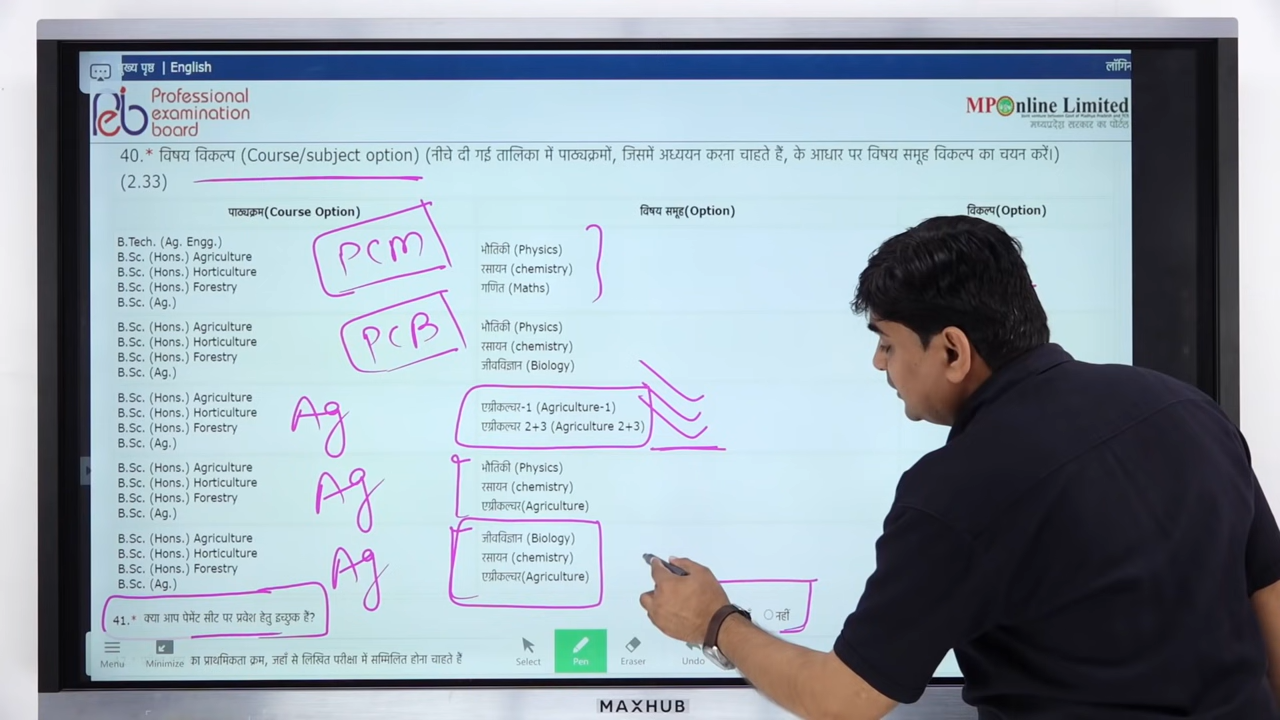 मुख्य पृष्ठ | English
लॉगिन
Professional
examination
board
MPOnline Limited
मध्यप्रदेश सरकार का पोर्टल
40.* विषय विकल्प (Course/subject option) (नीचे दी गई तालिका में पाठ्यक्रमों, जिसमें अध्ययन करना चाहते हैं, के आधार पर विषय समूह विकल्प का चयन करें।)
(2.33)
पाठ्यक्रम(Course Option) विषय समूह(Option) विकल्प(Option)
B.Tech. (Ag. Engg.)
B.Sc. (Hons.) Agriculture
B.Sc. (Hons.) Horticulture
B.Sc. (Hons.) Forestry
B.Sc. (Ag.)
PCM
भौतिकी (Physics)
रसायन (chemistry)
गणित (Maths)
B.Sc. (Hons.) Agriculture
B.Sc. (Hons.) Horticulture
B.Sc. (Hons.) Forestry
B.Sc. (Ag.)
PCB
भौतिकी (Physics)
रसायन (chemistry)
जीवविज्ञान (Biology)
B.Sc. (Hons.) Agriculture
B.Sc. (Hons.) Horticulture
B.Sc. (Hons.) Forestry
B.Sc. (Ag.)
Ag
एग्रीकल्चर-1 (Agriculture-1)
एग्रीकल्चर 2+3 (Agriculture 2+3)
B.Sc. (Hons.) Agriculture
B.Sc. (Hons.) Horticulture
B.Sc. (Hons.) Forestry
B.Sc. (Ag.)
Ag
भौतिकी (Physics)
रसायन (chemistry)
एग्रीकल्चर(Agriculture)
B.Sc. (Hons.) Agriculture
B.Sc. (Hons.) Horticulture
B.Sc. (Hons.) Forestry
B.Sc. (Ag.)
Ag
जीवविज्ञान (Biology)
रसायन (chemistry)
एग्रीकल्चर(Agriculture)
41.* क्या आप पेमेंट सीट पर प्रवेश हेतु इच्छुक हैं? नहीं
का प्राथमिकता क्रम, जहाँ से लिखित परीक्षा में सम्मिलित होना चाहते हैं
Menu Minimize Select Pen Eraser Undo
MAXHUB